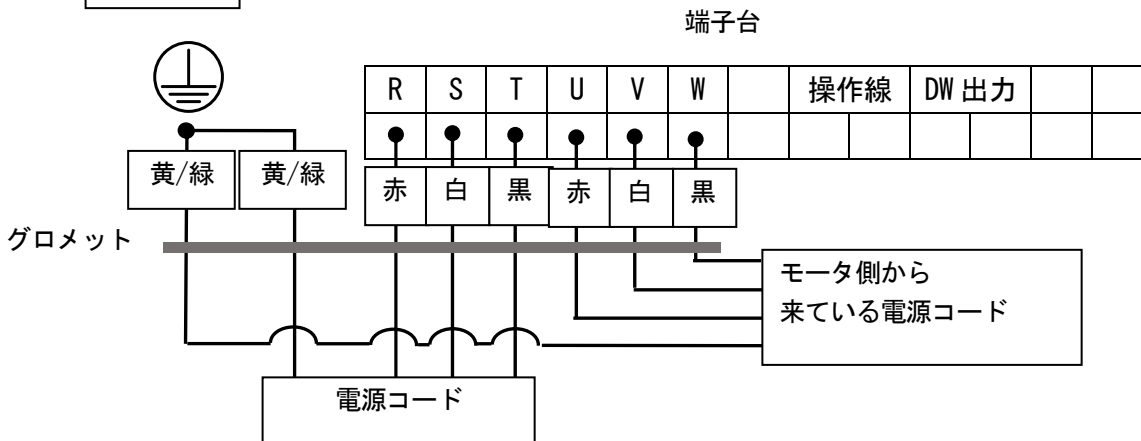 端子台
R S T U V W 操作線 DW出力
黄/緑 黄/緑 赤 白 黒 赤 白 黒
グロメット
モータ側から
来ている電源コード
電源コード